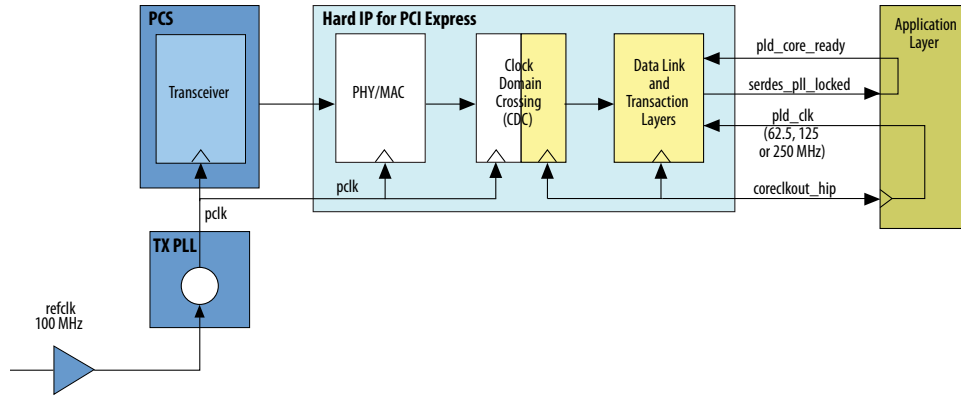 PCS
Hard IP for PCI Express
Application
Layer
Transceiver
PHY/MAC
Clock
Domain
Crossing
(CDC)
Data Link
and
Transaction
Layers
pld_core_ready
serdes_pll_locked
pld_clk
(62.5, 125
or 250 MHz)
coreclkout_hip
pclk
pclk
TX PLL
refclk
100 MHz